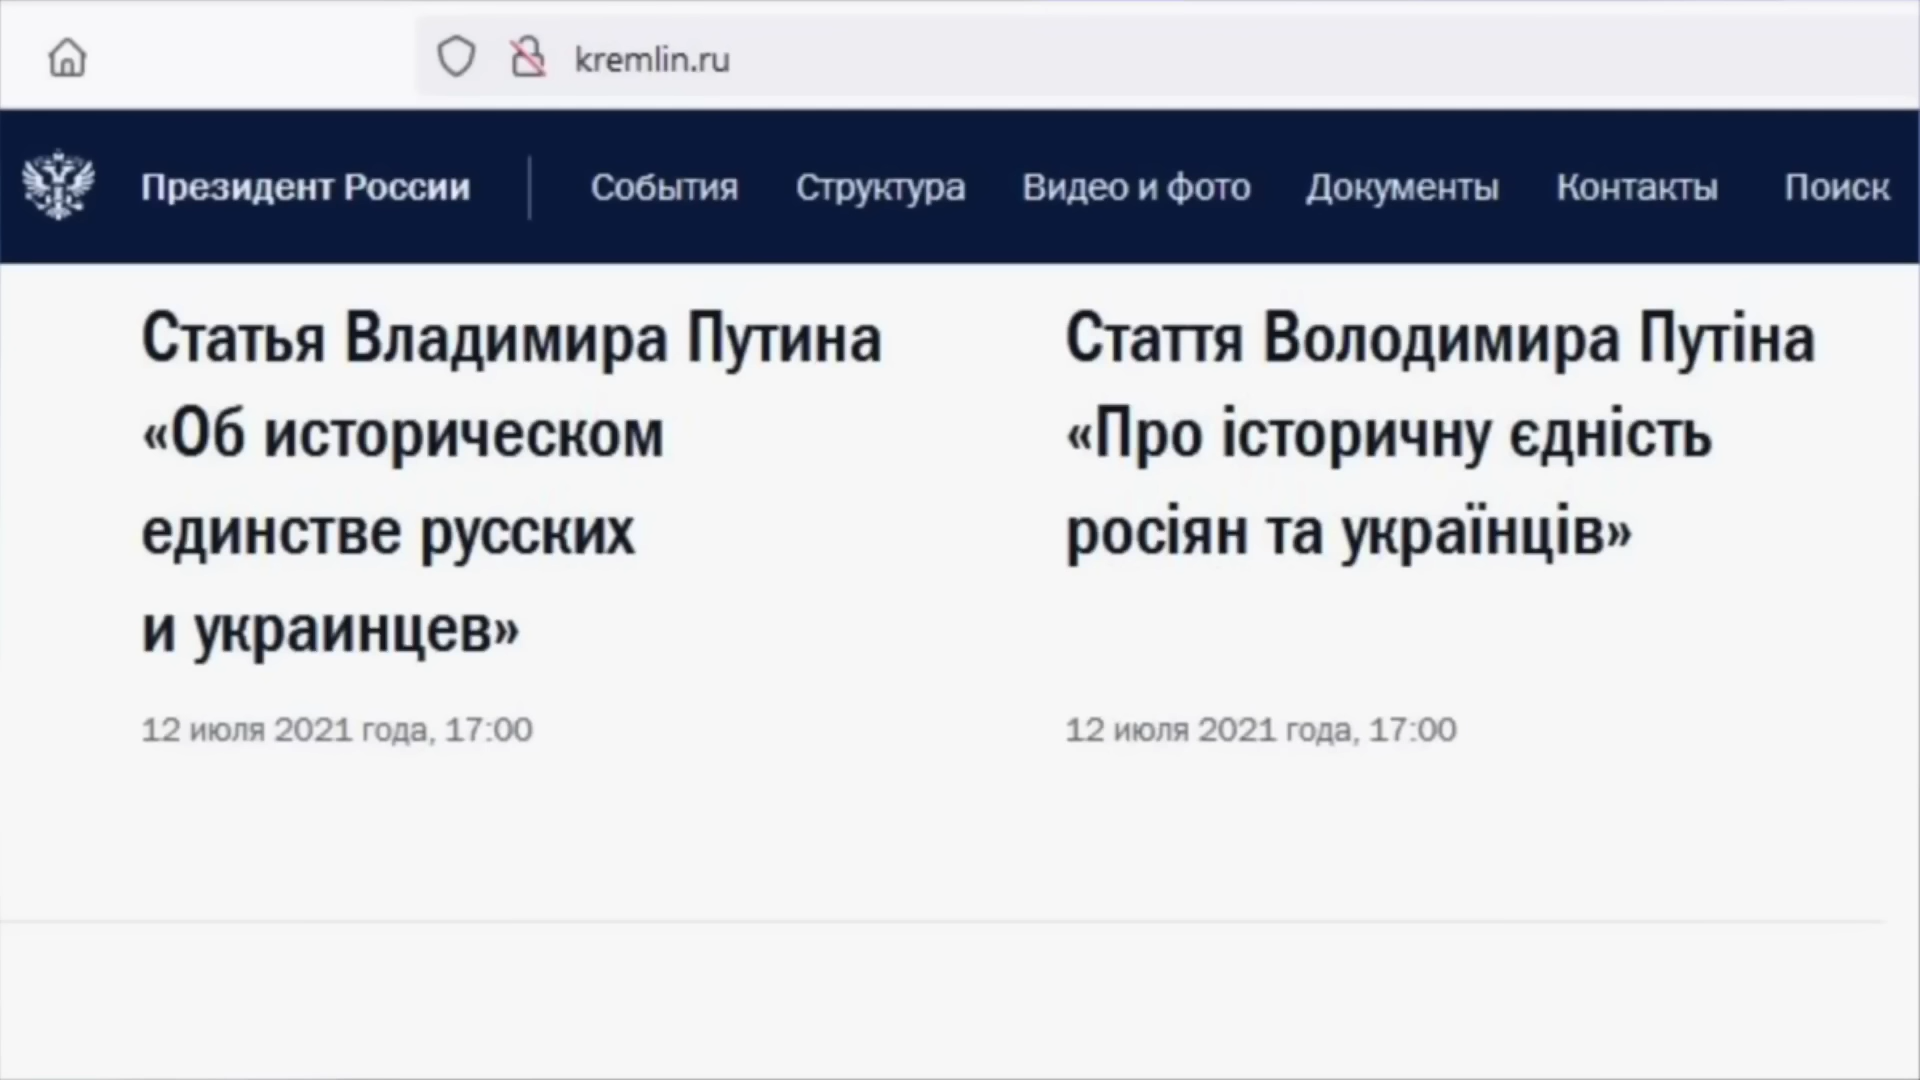 kremlin.ru
Президент России
События
Структура
Видео и фото
Документы
Контакты
Поиск
Статья Владимира Путина
«Об историческом
единстве русских
и украинцев»
12 июля 2021 года, 17:00
Стаття Володимира Путіна
«Про історичну єдність
росіян та українців»
12 июля 2021 года, 17:00